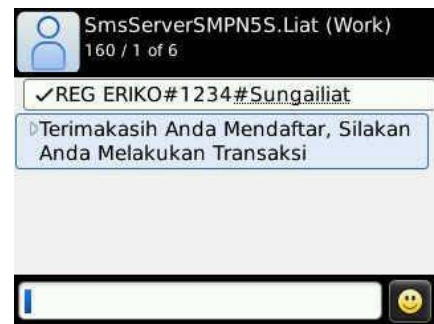 SmsServerSMPN5S.Liat (Work)
160 / 1 of 6
✓REG ERIKO#1234#Sungailiat
Terimakasih Anda Mendaftar, Silakan
Anda Melakukan Transaksi